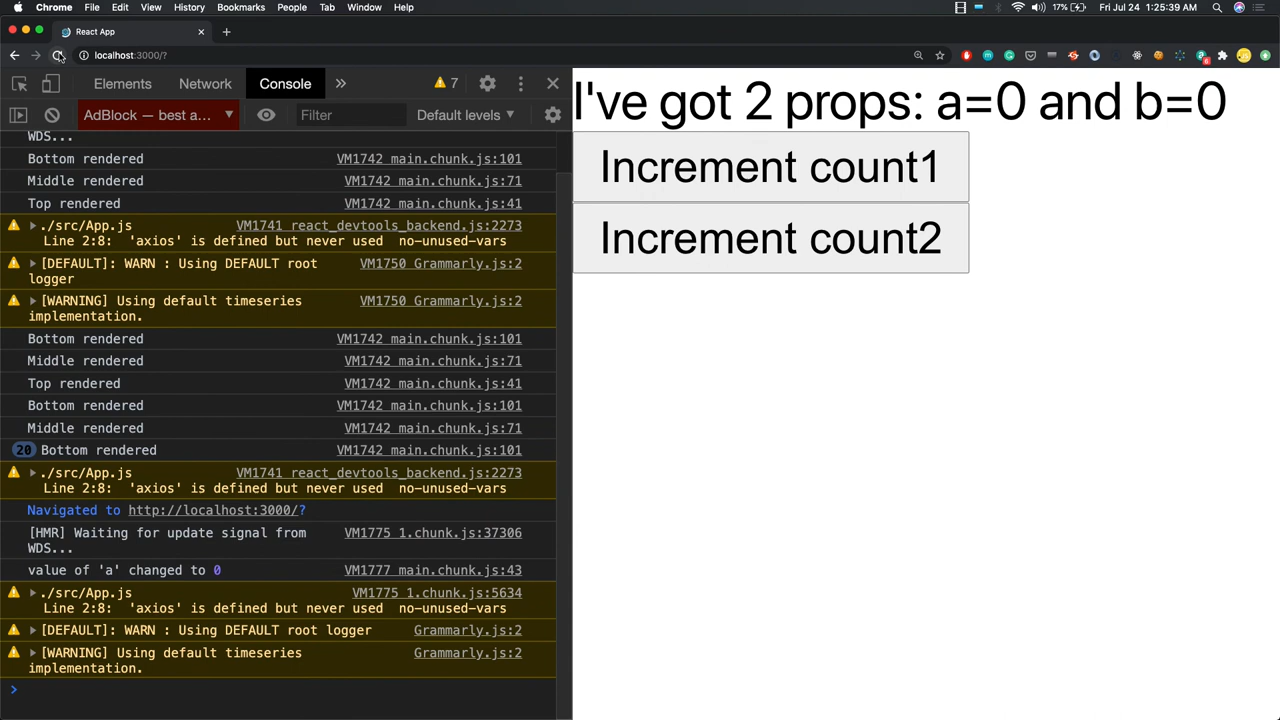 Chrome File Edit View History Bookmarks People Tab Window Help 17% Fri Jul 24 1:25:39 AM
React App
localhost:3000/?
Elements Network Console » 7
AdBlock — best a... Filter Default levels
WDS...
Bottom rendered VM1742 main.chunk.js:101
Middle rendered VM1742 main.chunk.js:71
Top rendered VM1742 main.chunk.js:41
./src/App.js VM1741 react_devtools_backend.js:2273
Line 2:8: 'axios' is defined but never used no-unused-vars
[DEFAULT]: WARN : Using DEFAULT root VM1750 Grammarly.js:2
logger
[WARNING] Using default timeseries VM1750 Grammarly.js:2
implementation.
Bottom rendered VM1742 main.chunk.js:101
Middle rendered VM1742 main.chunk.js:71
Top rendered VM1742 main.chunk.js:41
Bottom rendered VM1742 main.chunk.js:101
Middle rendered VM1742 main.chunk.js:71
20 Bottom rendered VM1742 main.chunk.js:101
./src/App.js VM1741 react_devtools_backend.js:2273
Line 2:8: 'axios' is defined but never used no-unused-vars
Navigated to http://localhost:3000/?
[HMR] Waiting for update signal from VM1775 1.chunk.js:37306
WDS...
value of 'a' changed to 0 VM1777 main.chunk.js:43
./src/App.js VM1775 1.chunk.js:5634
Line 2:8: 'axios' is defined but never used no-unused-vars
[DEFAULT]: WARN : Using DEFAULT root logger Grammarly.js:2
[WARNING] Using default timeseries Grammarly.js:2
implementation.
>
I've got 2 props: a=0 and b=0
Increment count1
Increment count2